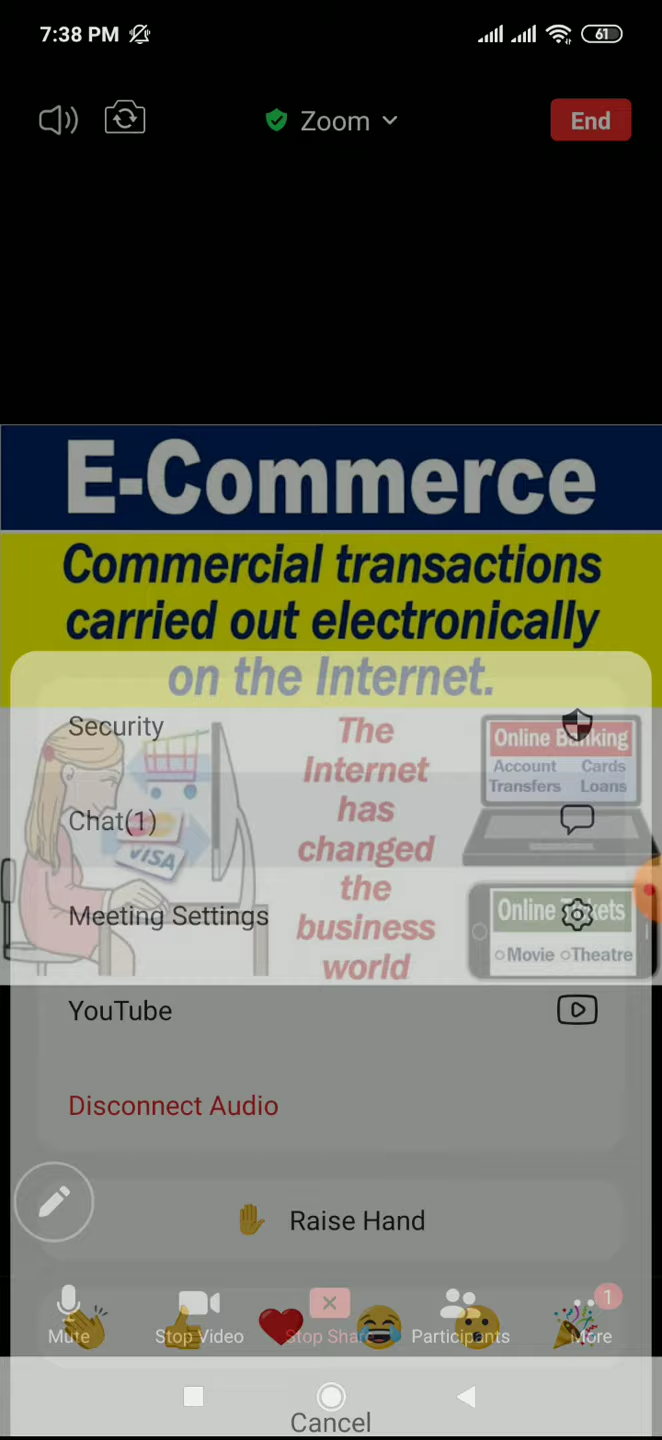 7:38 PM
61
Zoom
End
E-Commerce
Commercial transactions
carried out electronically
on the Internet.
Security
The
Internet
has
changed
the
business
world
Online Banking
Account Cards
Transfers Loans
Chat(1)
VISA
Meeting Settings
Online Tickets
Movie Theatre
YouTube
Disconnect Audio
Raise Hand
1
Mute
Stop Video
Stop Share
Participants
More
Cancel